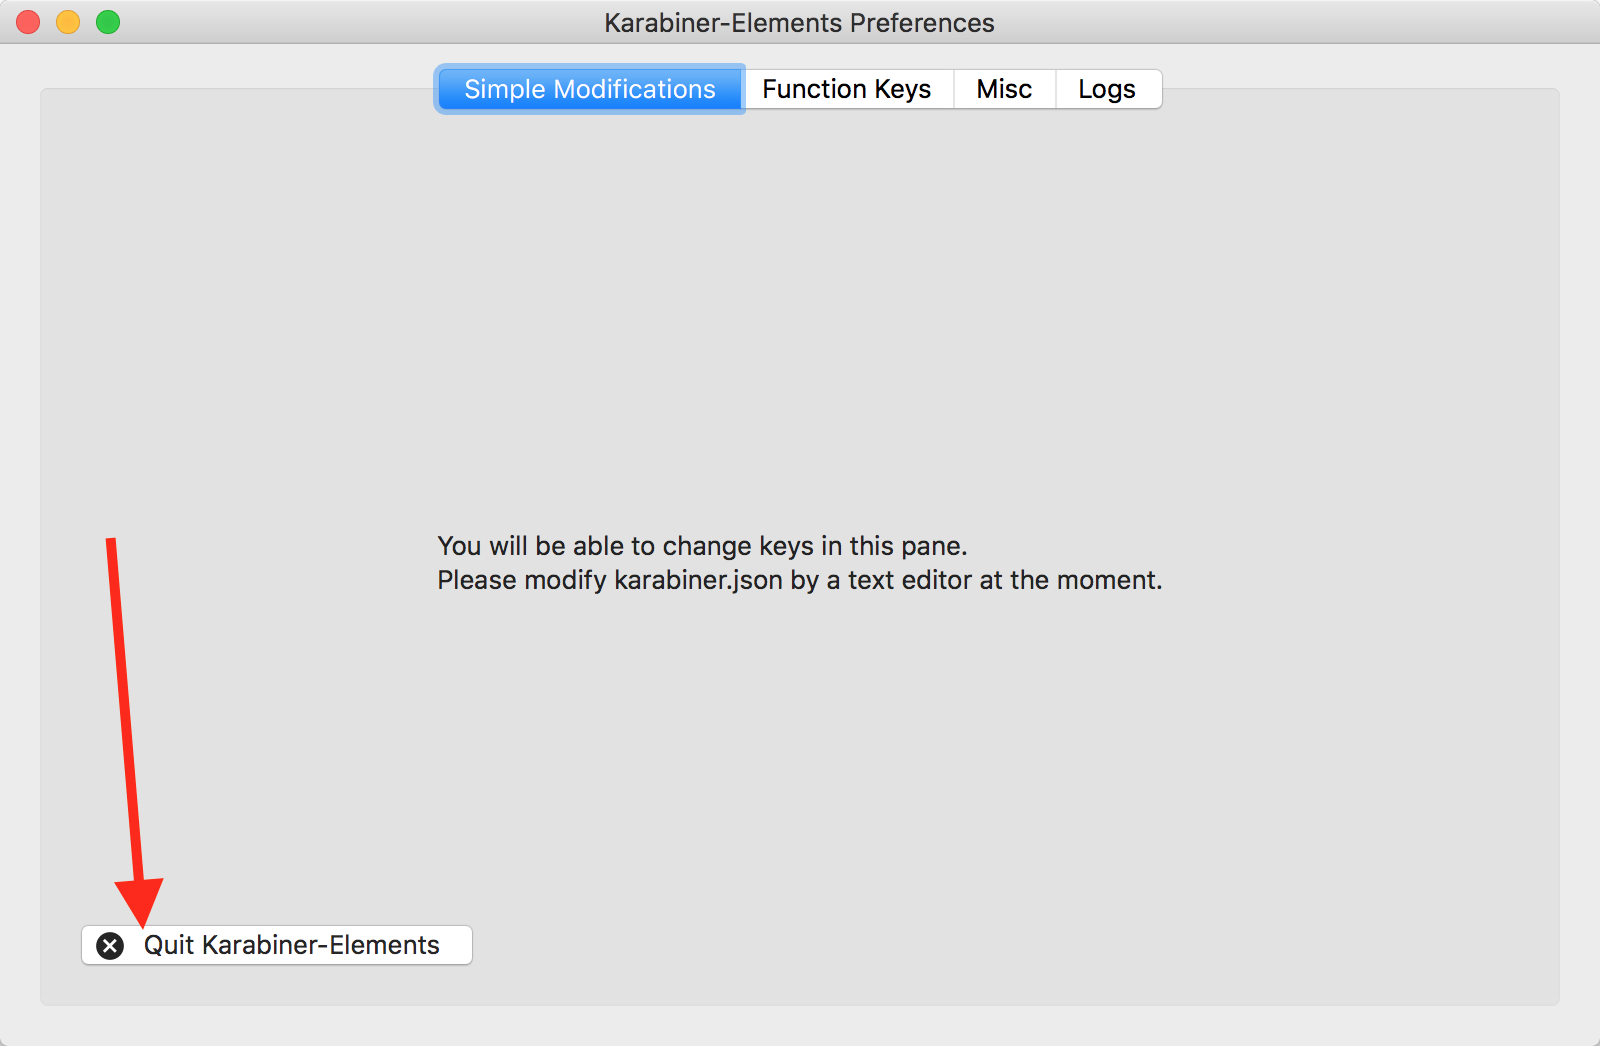 Karabiner-Elements Preferences
Simple Modifications
Function Keys
Misc
Logs
You will be able to change keys in this pane.
Please modify karabiner.json by a text editor at the moment.
Quit Karabiner-Elements